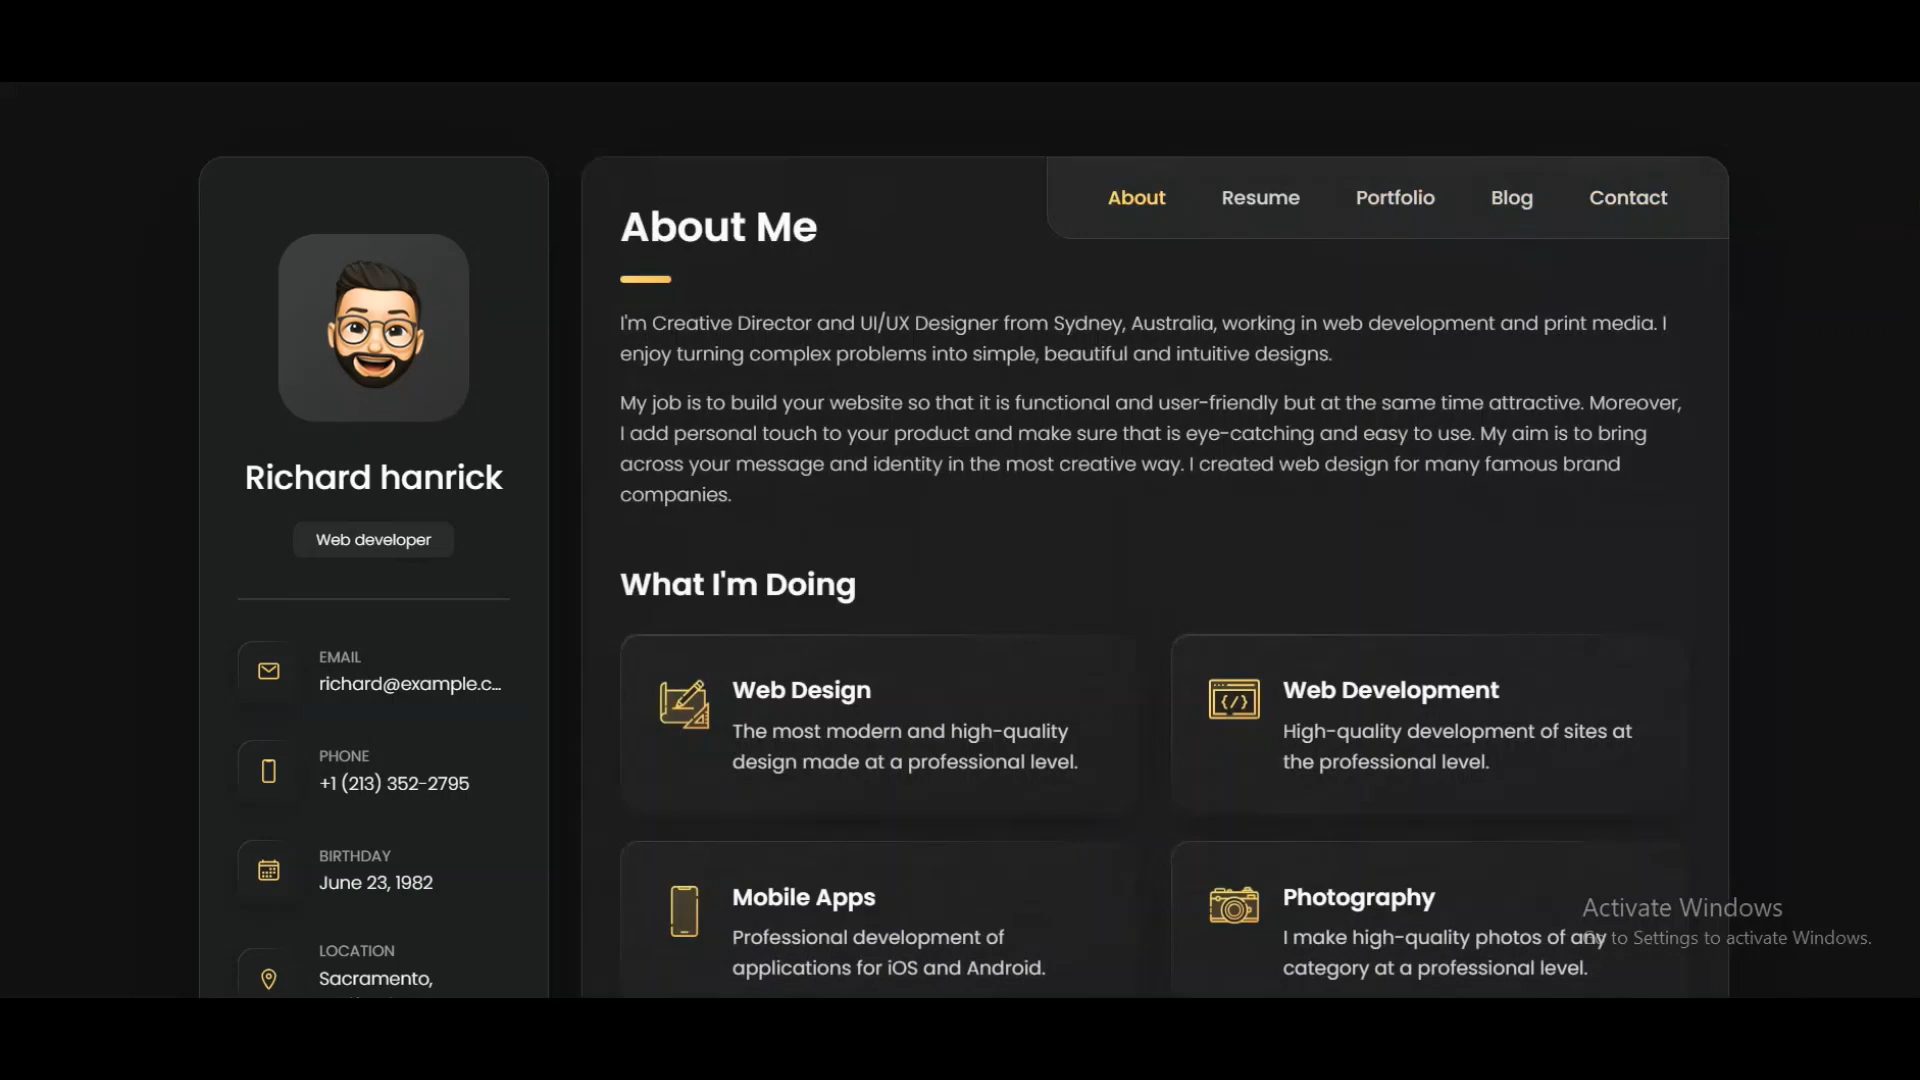 Richard hanrick
Web developer
EMAIL
richard@example.c...
PHONE
+1 (213) 352-2795
BIRTHDAY
June 23, 1982
LOCATION
Sacramento,
About Resume Portfolio Blog Contact
About Me
I'm Creative Director and UI/UX Designer from Sydney, Australia, working in web development and print media. I
enjoy turning complex problems into simple, beautiful and intuitive designs.
My job is to build your website so that it is functional and user-friendly but at the same time attractive. Moreover,
I add personal touch to your product and make sure that is eye-catching and easy to use. My aim is to bring
across your message and identity in the most creative way. I created web design for many famous brand
companies.
What I'm Doing
Web Design
The most modern and high-quality
design made at a professional level.
Web Development
High-quality development of sites at
the professional level.
Mobile Apps
Professional development of
applications for iOS and Android.
Photography
I make high-quality photos of any
category at a professional level.
Activate Windows
Go to Settings to activate Windows.